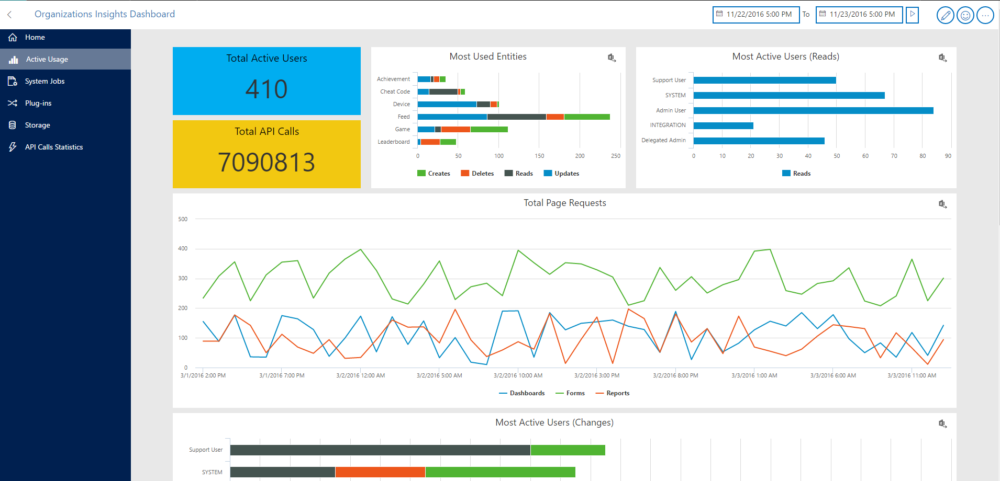 Organizations Insights Dashboard
11/22/2016 5:00 PM To 11/23/2016 5:00 PM
Home
Active Usage
System Jobs
Plug-ins
Storage
API Calls Statistics
Total Active Users
410
Total API Calls
7090813
Most Used Entities
Achievement
Cheat Code
Device
Feed
Game
Leaderboard
0 50 100 150 200 250
Creates Deletes Reads Updates
Most Active Users (Reads)
Support User
SYSTEM
Admin User
INTEGRATION
Delegated Admin
0 10 20 30 40 50 60 70 80 90
Reads
Total Page Requests
500
400
300
200
100
0
3/1/2016 2:00 PM 3/1/2016 7:00 PM 3/2/2016 12:00 AM 3/2/2016 5:00 AM 3/2/2016 10:00 AM 3/2/2016 3:00 PM 3/2/2016 8:00 PM 3/3/2016 1:00 AM 3/3/2016 6:00 AM 3/3/2016 11:00 AM
Dashboards Forms Reports
Most Active Users (Changes)
Support User
SYSTEM